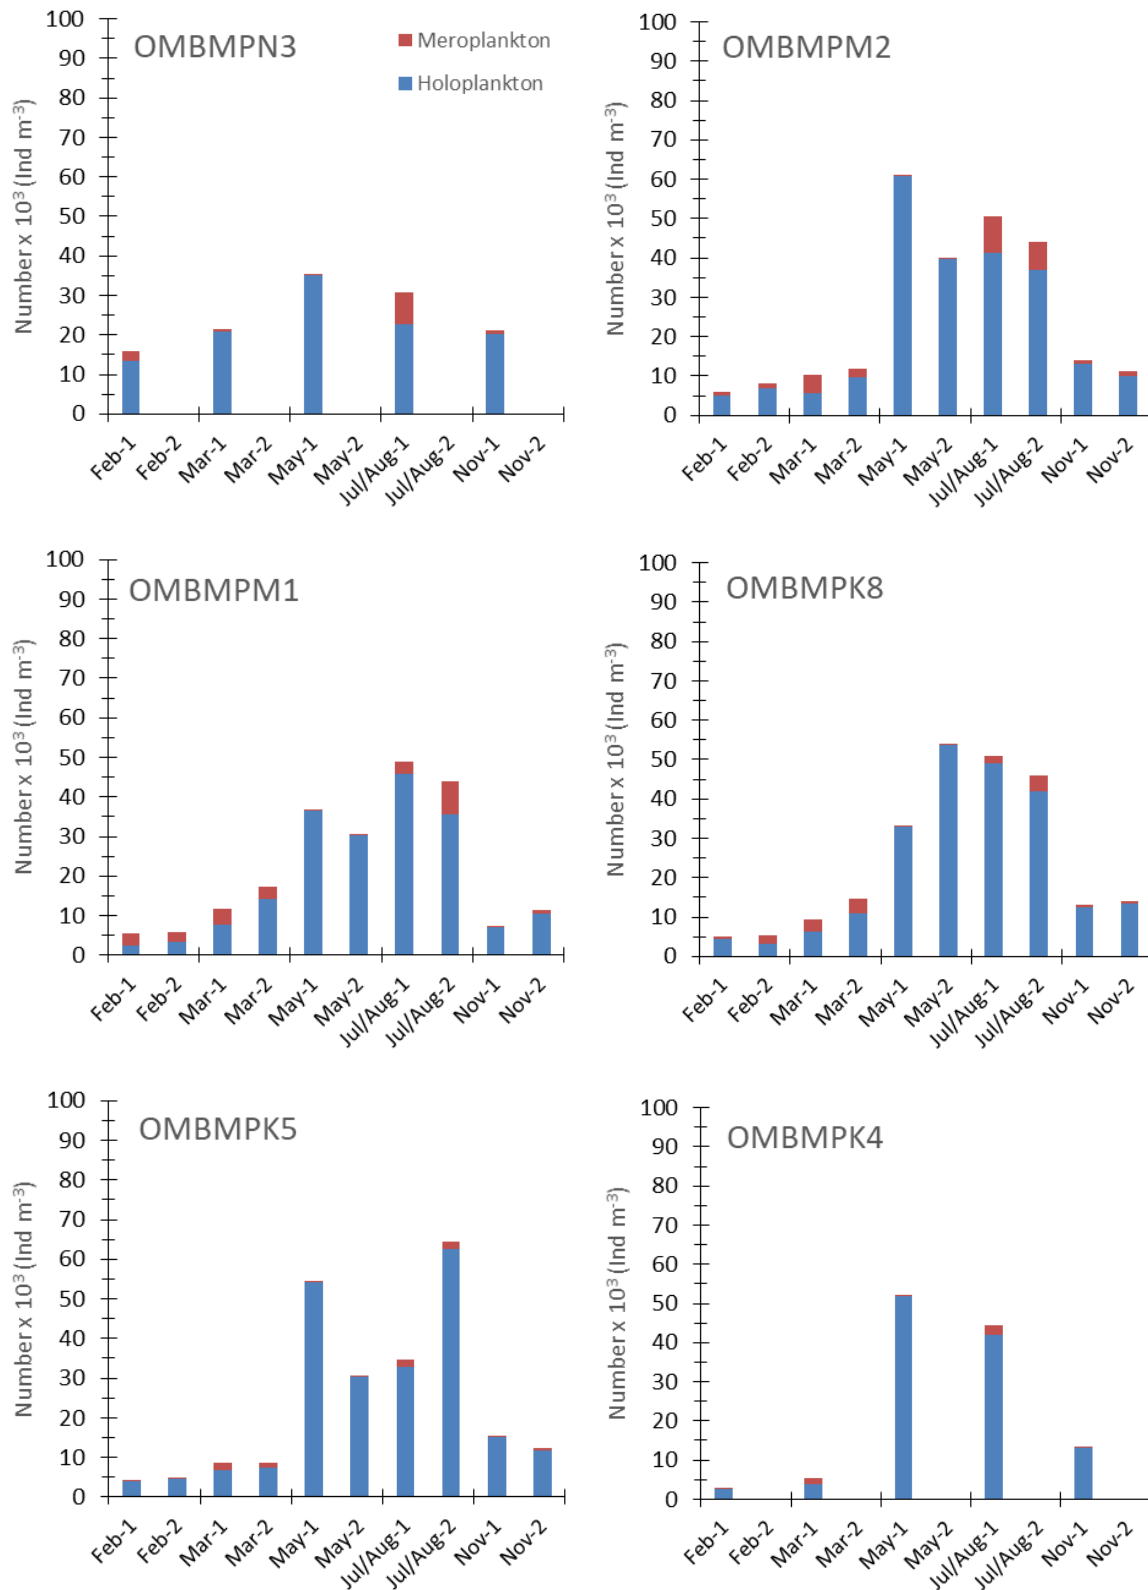 OMBMPN3
Meroplankton
Holoplankton
Number x 10³ (Ind m⁻³)
100
90
80
70
60
50
40
30
20
10
0
Feb-1
Feb-2
Mar-1
Mar-2
May-1
May-2
Jul//Aug-1
Jul//Aug-2
Nov-1
Nov-2
OMBMPM2
Number x 10³ (Ind m⁻³)
100
90
80
70
60
50
40
30
20
10
0
Feb-1
Feb-2
Mar-1
Mar-2
May-1
May-2
Jul//Aug-1
Jul//Aug-2
Nov-1
Nov-2
OMBMPM1
Number x 10³ (Ind m⁻³)
100
90
80
70
60
50
40
30
20
10
0
Feb-1
Feb-2
Mar-1
Mar-2
May-1
May-2
Jul//Aug-1
Jul//Aug-2
Nov-1
Nov-2
OMBMPK8
Number x 10³ (Ind m⁻³)
100
90
80
70
60
50
40
30
20
10
0
Feb-1
Feb-2
Mar-1
Mar-2
May-1
May-2
Jul//Aug-1
Jul//Aug-2
Nov-1
Nov-2
OMBMPK5
Number x 10³ (Ind m⁻³)
100
90
80
70
60
50
40
30
20
10
0
Feb-1
Feb-2
Mar-1
Mar-2
May-1
May-2
Jul//Aug-1
Jul//Aug-2
Nov-1
Nov-2
OMBMPK4
Number x 10³ (Ind m⁻³)
100
90
80
70
60
50
40
30
20
10
0
Feb-1
Feb-2
Mar-1
Mar-2
May-1
May-2
Jul//Aug-1
Jul//Aug-2
Nov-1
Nov-2